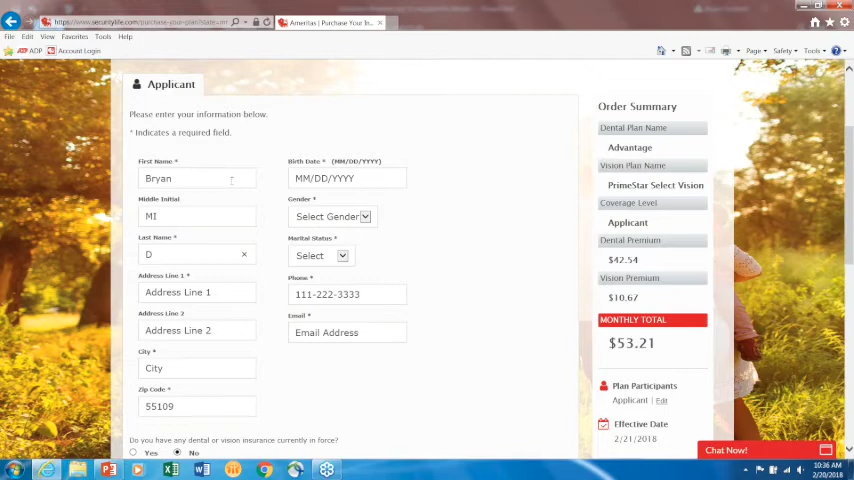 https://www.securitylife.com/purchase-your-plan?state=mn
Ameritas | Purchase Your In...
File Edit View Favorites Tools Help
ADP Account Login
Page Safety Tools
Applicant
Please enter your information below.
* Indicates a required field.
First Name *
Bryan
Middle Initial
MI
Last Name *
D
Address Line 1 *
Address Line 1
Address Line 2
Address Line 2
City *
City
Zip Code *
55109
Birth Date * (MM/DD/YYYY)
MM/DD/YYYY
Gender *
Select Gender
Marital Status *
Select
Phone *
111-222-3333
Email *
Email Address
Do you have any dental or vision insurance currently in force?
Yes No
Order Summary
Dental Plan Name
Advantage
Vision Plan Name
PrimeStar Select Vision
Coverage Level
Applicant
Dental Premium
$42.54
Vision Premium
$10.67
MONTHLY TOTAL
$53.21
Plan Participants
Applicant | Edit
Effective Date
2/21/2018
Chat Now!
10:36 AM
2/20/2018